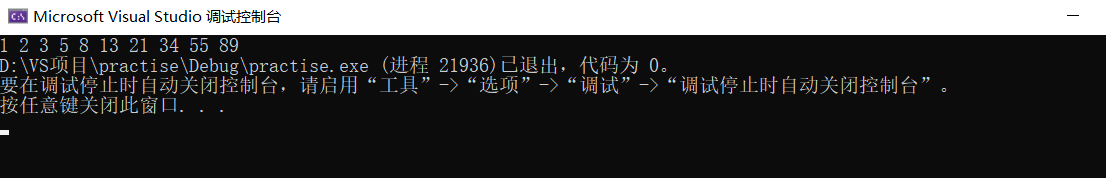 C:\
Microsoft Visual Studio 调试控制台
1 2 3 5 8 13 21 34 55 89
D:\VS项目\practise\Debug\practise.exe (进程 21936)已退出，代码为 0。
要在调试停止时自动关闭控制台，请启用“工具”->“选项”->“调试”->“调试停止时自动关闭控制台”。
按任意键关闭此窗口. . .